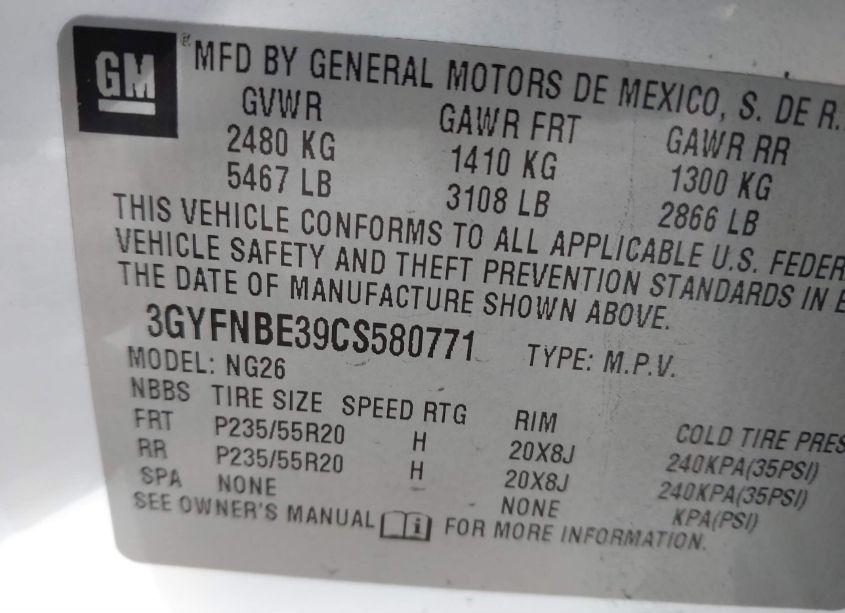 GM ® MFD BY GENERAL MOTORS DE MEXICO, S. DE R.
GVWR GAWR FRT GAWR RR
2480 KG 1410 KG 1300 KG
5467 LB 3108 LB 2866 LB
THIS VEHICLE CONFORMS TO ALL APPLICABLE U.S. FEDER
VEHICLE SAFETY AND THEFT PREVENTION STANDARDS IN E
THE DATE OF MANUFACTURE SHOWN ABOVE.
3GYFNBE39CS580771 TYPE: M.P.V.
MODEL: NG26
NBBS TIRE SIZE SPEED RTG RIM COLD TIRE PRES
FRT P235/55R20 H 20X8J 240KPA(35PSI)
RR P235/55R20 H 20X8J 240KPA(35PSI)
SPA NONE - NONE KPA(PSI)
SEE OWNER'S MANUAL i FOR MORE INFORMATION.